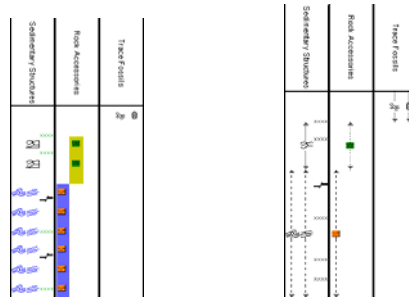 Sedimentary Structures
Rock Accessories
Trace Fossils
Sedimentary Structures
Rock Accessories
Trace Fossils